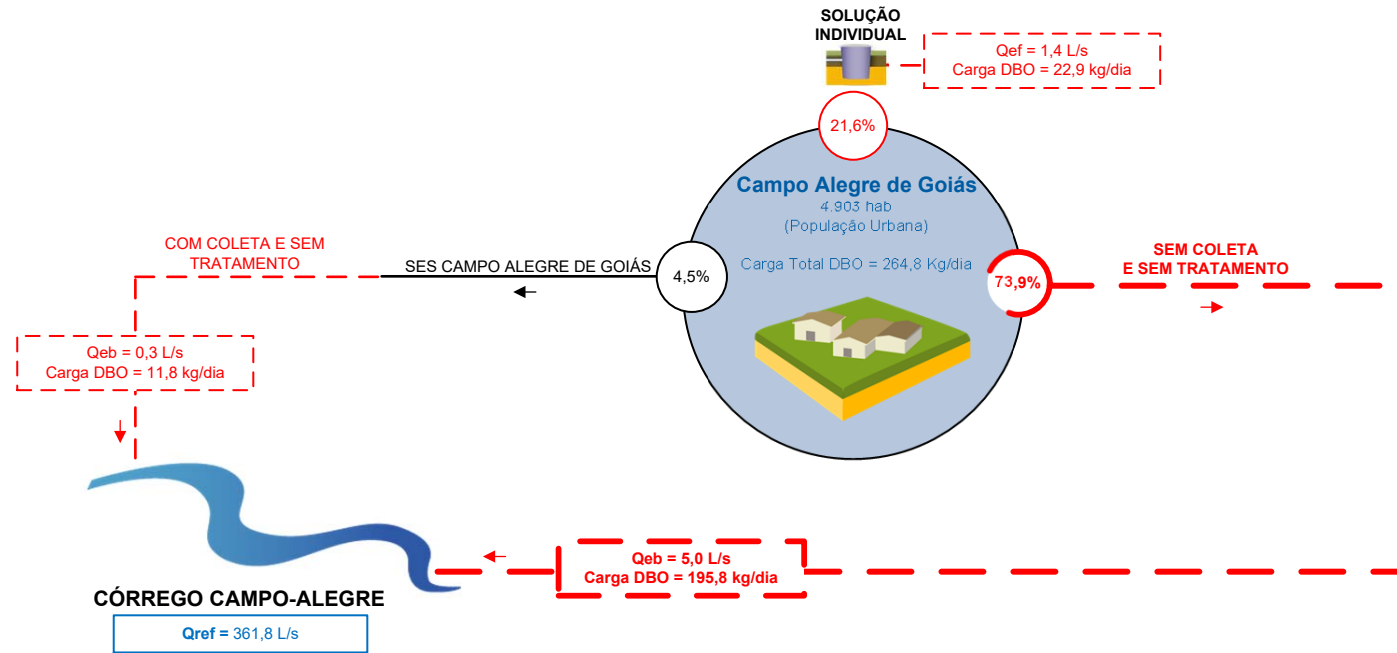 SOLUÇÃO
INDIVIDUAL
Qef = 1,4 L/s
Carga DBO = 22,9 kg/dia
21,6%
Campo Alegre de Goiás
4.903 hab
(População Urbana)
Carga Total DBO = 264,8 Kg/dia
COM COLETA E SEM
TRATAMENTO
SES CAMPO ALEGRE DE GOIÁS
4,5%
73,9%
SEM COLETA
E SEM TRATAMENTO
Qeb = 0,3 L/s
Carga DBO = 11,8 kg/dia
Qeb = 5,0 L/s
Carga DBO = 195,8 kg/dia
CÓRREGO CAMPO-ALEGRE
Qref = 361,8 L/s